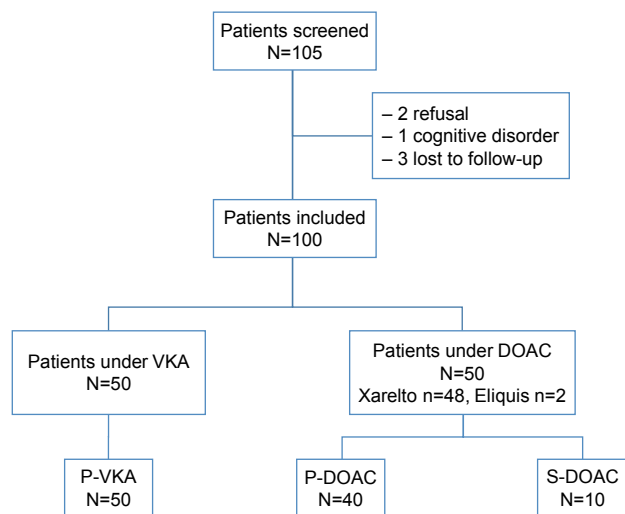 Patients screened
N=105
– 2 refusal
– 1 cognitive disorder
– 3 lost to follow-up
Patients included
N=100
Patients under VKA
N=50
Patients under DOAC
N=50
Xarelto n=48, Eliquis n=2
P-VKA
N=50
P-DOAC
N=40
S-DOAC
N=10